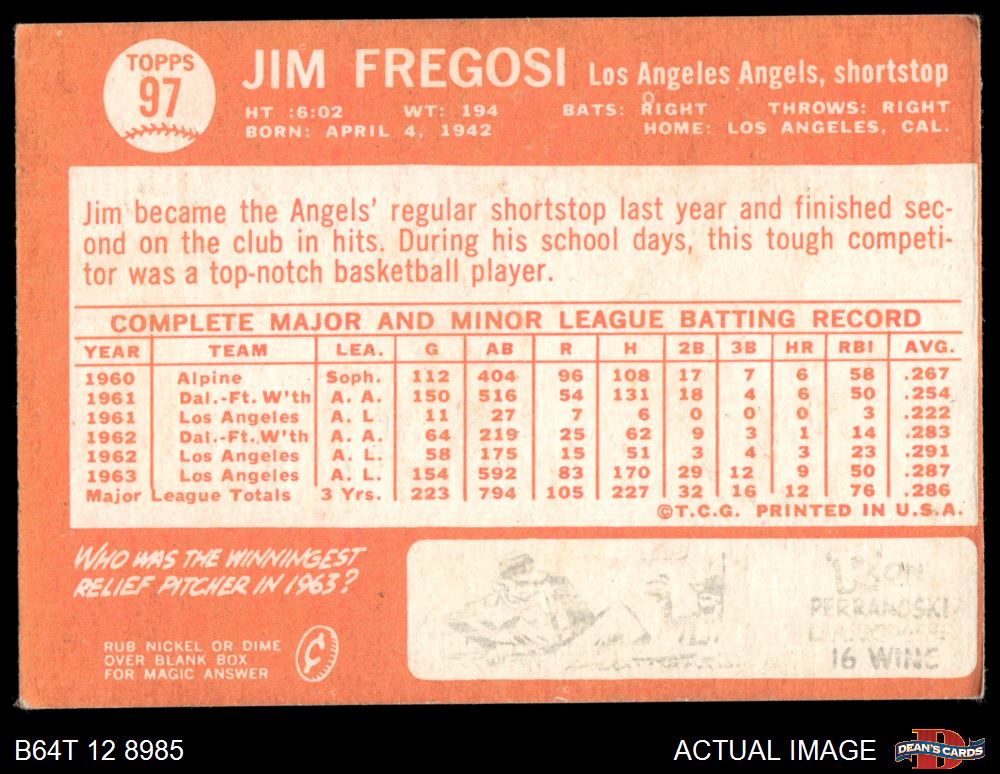 TOPPS
97
JIM FREGOSI Los Angeles Angels, shortstop
HT :6:02 WT: 194 BATS: RIGHT THROWS: RIGHT
BORN: APRIL 4, 1942 HOME: LOS ANGELES, CAL.
Jim became the Angels' regular shortstop last year and finished sec-
ond on the club in hits. During his school days, this tough competi-
tor was a top-notch basketball player.
COMPLETE MAJOR AND MINOR LEAGUE BATTING RECORD
YEAR TEAM LEA. G AB R H 2B 3B HR RBI AVG.
1960 Alpine Soph. 112 404 96 108 17 7 6 58 .267
1961 Dal.-Ft. W'th A. A. 150 516 54 131 18 4 6 50 .254
1961 Los Angeles A. L. 11 27 7 6 0 0 0 3 .222
1962 Dal.-Ft. W'th A. A. 64 219 25 62 9 3 1 14 .283
1962 Los Angeles A. L. 58 175 15 51 3 4 3 23 .291
1963 Los Angeles A. L. 154 592 83 170 29 12 9 50 .287
Major League Totals 3 Yrs. 223 794 105 227 32 16 12 76 .286
©T.C.G. PRINTED IN U.S.A.
WHO WAS THE WINNINGEST
RELIEF PITCHER IN 1963?
RUB NICKEL OR DIME
OVER BLANK BOX
FOR MAGIC ANSWER
PERRANOSKI
16 WINS
B64T 12 8985
ACTUAL IMAGE
D
DEAN'S CARDS